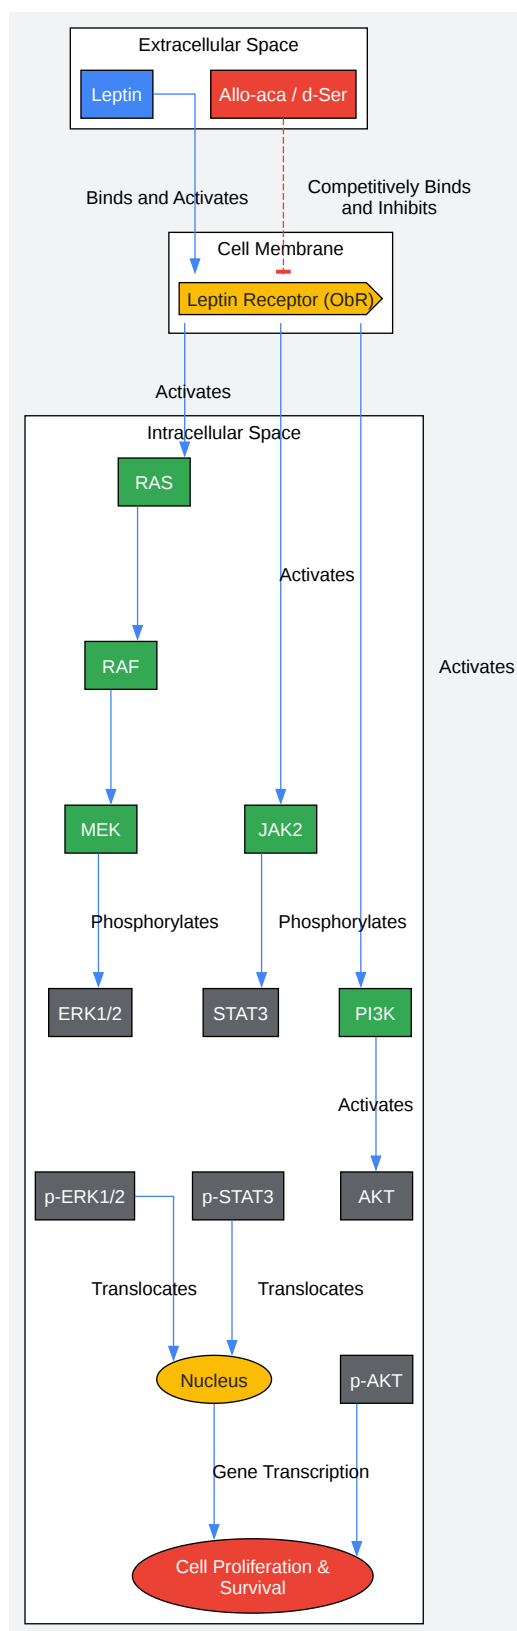 Extracellular Space
Leptin
Allo-aca / d-Ser
Binds and Activates
Competitively Binds
and Inhibits
Cell Membrane
Leptin Receptor (ObR)
Activates
Intracellular Space
RAS
Activates
RAF
Activates
MEK
JAK2
Phosphorylates
Phosphorylates
ERK1/2
STAT3
PI3K
Activates
p-ERK1/2
p-STAT3
AKT
Translocates
Translocates
Nucleus
p-AKT
Gene Transcription
Cell Proliferation &
Survival